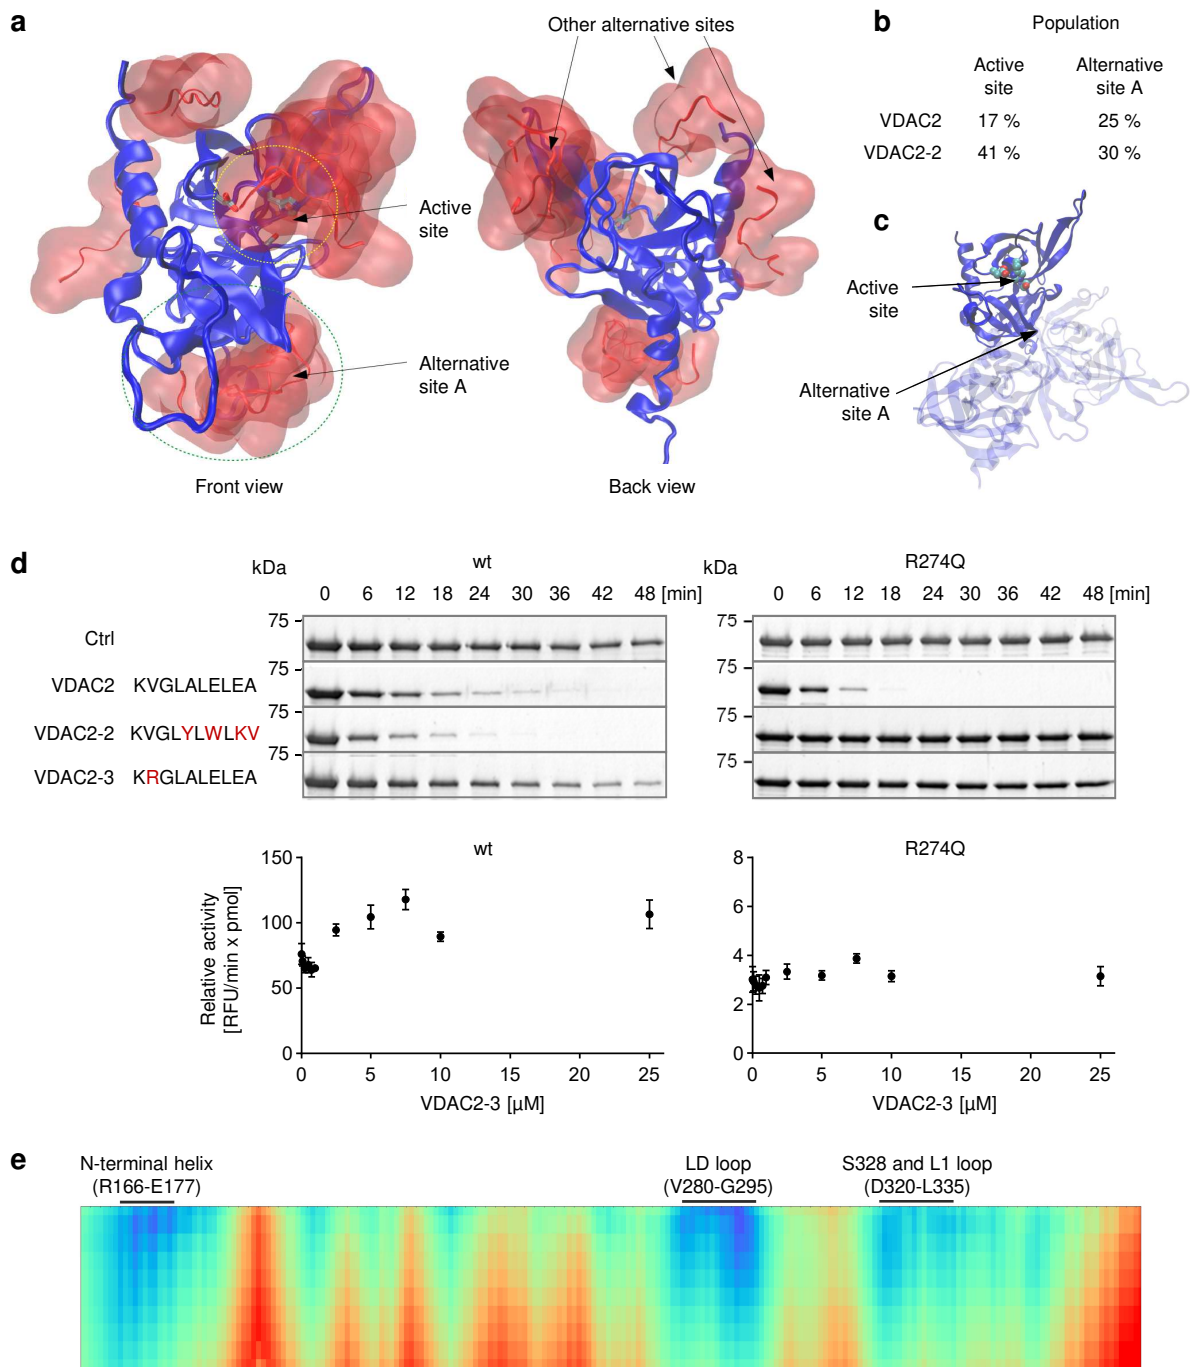 a
Other alternative sites
Active
site
Alternative
site A
Front view
Back view
b
Population
Active
site
Alternative
site A
VDAC2 17 % 25 %
VDAC2-2 41 % 30 %
c
Active
site
Alternative
site A
d
kDa
wt
0 6 12 18 24 30 36 42 48 [min]
kDa
R274Q
0 6 12 18 24 30 36 42 48 [min]
75
75
Ctrl
75
75
VDAC2 KVGLALELEA
75
75
VDAC2-2 KVGLYLWLKV
75
75
VDAC2-3 KRGLALELEA
wt
Relative activity
[RFU/min x pmol]
150
100
50
0
0 5 10 15 20 25
VDAC2-3 [µM]
R274Q
8
6
4
2
0
0 5 10 15 20 25
VDAC2-3 [µM]
e
N-terminal helix
(R166-E177)
LD loop
(V280-G295)
S328 and L1 loop
(D320-L335)